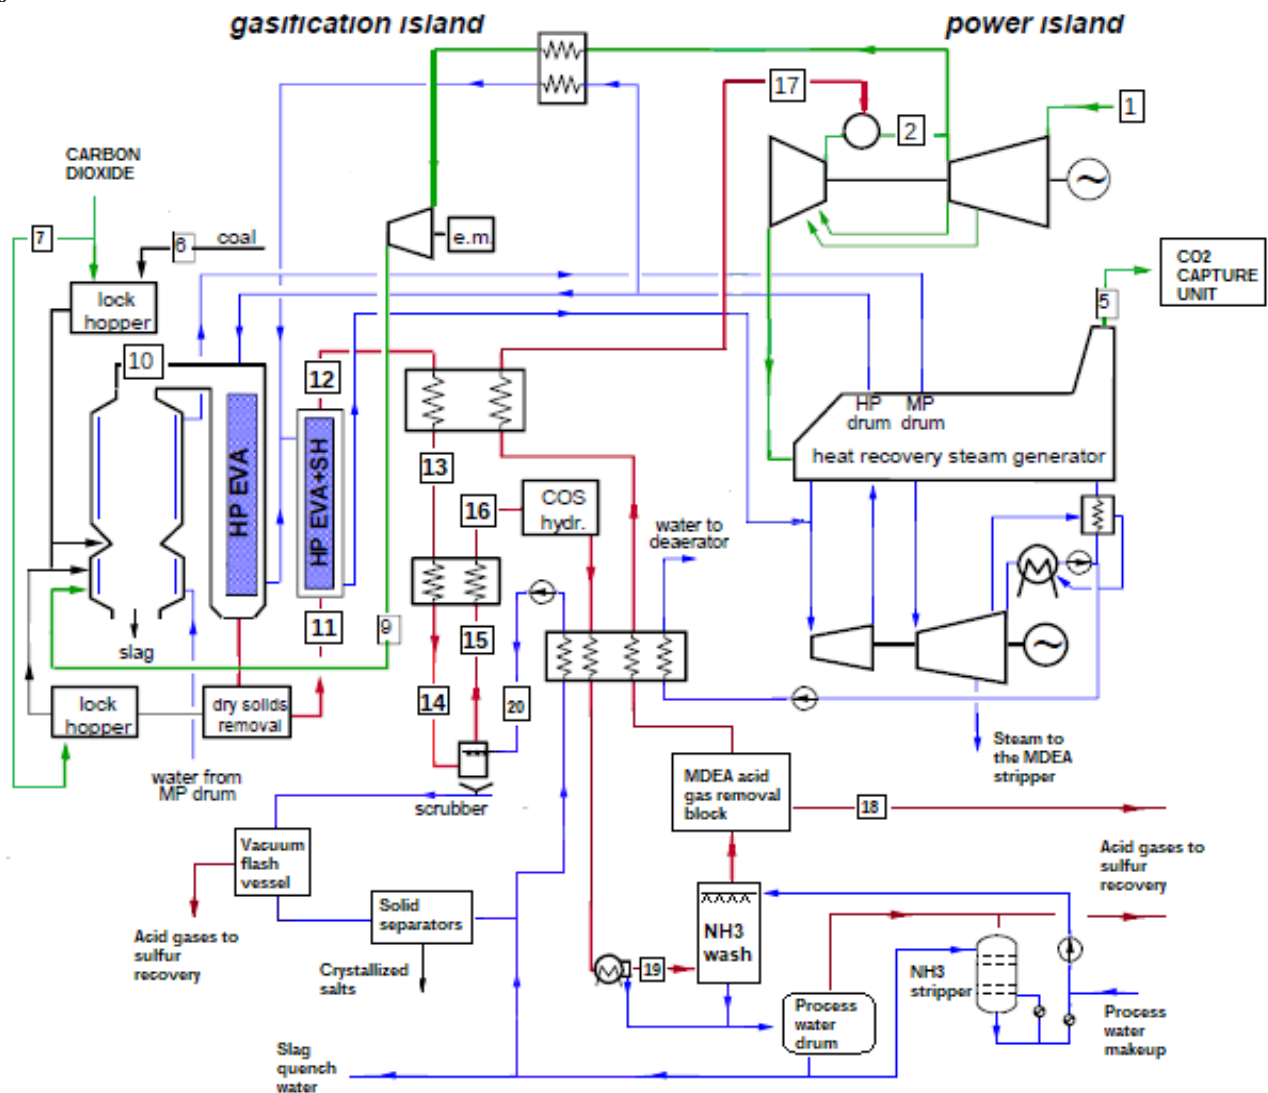 gasification island
power island
17
1
2
CARBON
DIOXIDE
7
6
coal
e.m.
~
CO2
CAPTURE
UNIT
5
lock
hopper
10
12
HP EVA
HP EVA+SH
HP
drum
MP
drum
heat recovery steam generator
13
16
COS
hydr.
water to
deaerator
11
9
15
slag
14
20
~
lock
hopper
dry solids
removal
water from
MP drum
scrubber
MDEA acid
gas removal
block
18
Steam to
the MDEA
stripper
Vacuum
flash
vessel
Acid gases to
sulfur
recovery
Solid
separators
Acid gases to
sulfur
recovery
Crystallized
salts
NH3
wash
19
NH3
stripper
Process
water
drum
Process
water
makeup
Slag
quench
water